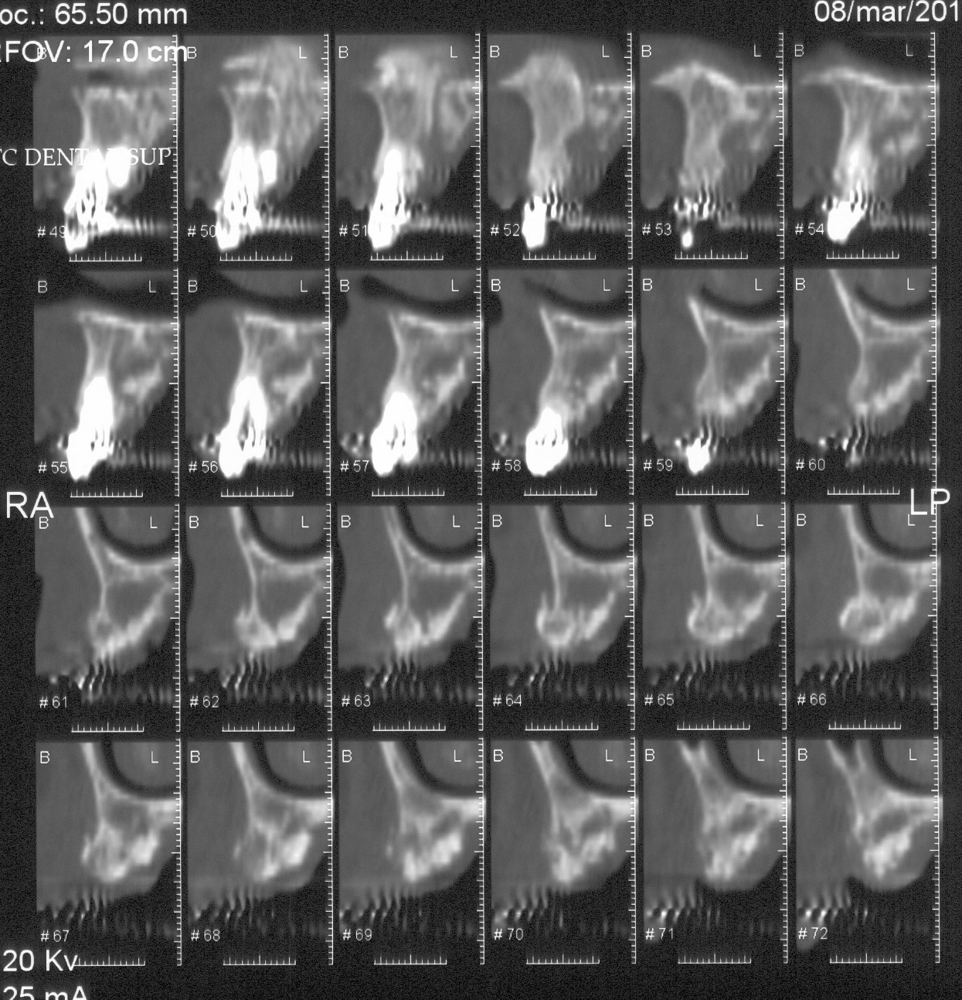 oc.: 65.50 mm
08/mar/201
FOV: 17.0 cm
B
B L
B L
B L
B L
B L
TC DENTAL SUP
#49 #50 #51 #52 #53 #54
B L B L B L B L B L B L
#55 #56 #57 #58 #59 #60
RA
LP
B L B L B L B L B L B L
#61 #62 #63 #64 #65 #66
B L B L B L B L B L B L
#67 #68 #69 #70 #71 #72
20 Kv
25 mA